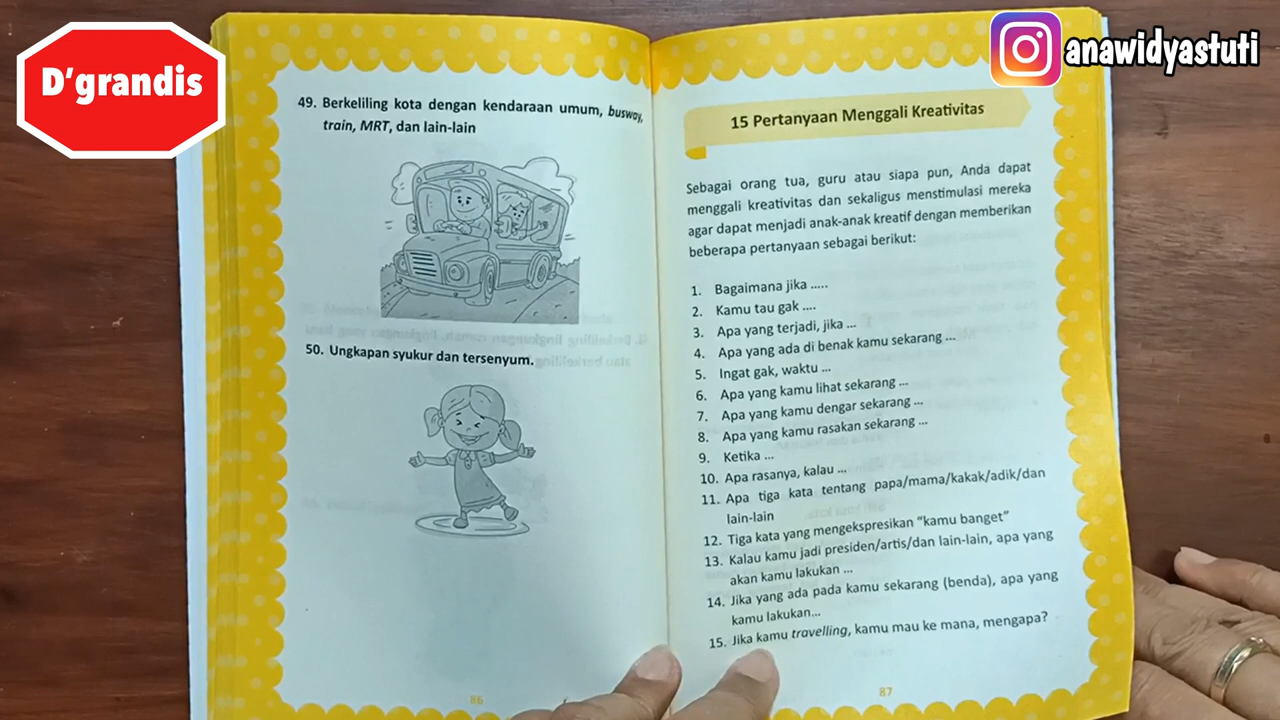 D'grandis
anawidyastuti
49. Berkeliling kota dengan kendaraan umum, busway,
train, MRT, dan lain-lain
50. Ungkapan syukur dan tersenyum.
86
15 Pertanyaan Menggali Kreativitas
Sebagai orang tua, guru atau siapa pun, Anda dapat
menggali kreativitas dan sekaligus menstimulasi mereka
agar dapat menjadi anak-anak kreatif dengan memberikan
beberapa pertanyaan sebagai berikut:
1. Bagaimana jika .....
2. Kamu tau gak ....
3. Apa yang terjadi, jika ...
4. Apa yang ada di benak kamu sekarang ...
5. Ingat gak, waktu ...
6. Apa yang kamu lihat sekarang ...
7. Apa yang kamu dengar sekarang ...
8. Apa yang kamu rasakan sekarang ...
9. Ketika ...
10. Apa rasanya, kalau ...
11. Apa tiga kata tentang papa/mama/kakak/adik/dan
lain-lain
12. Tiga kata yang mengekspresikan “kamu banget”
13. Kalau kamu jadi presiden/artis/dan lain-lain, apa yang
akan kamu lakukan ...
14. Jika yang ada pada kamu sekarang (benda), apa yang
kamu lakukan...
15. Jika kamu travelling, kamu mau ke mana, mengapa?
87